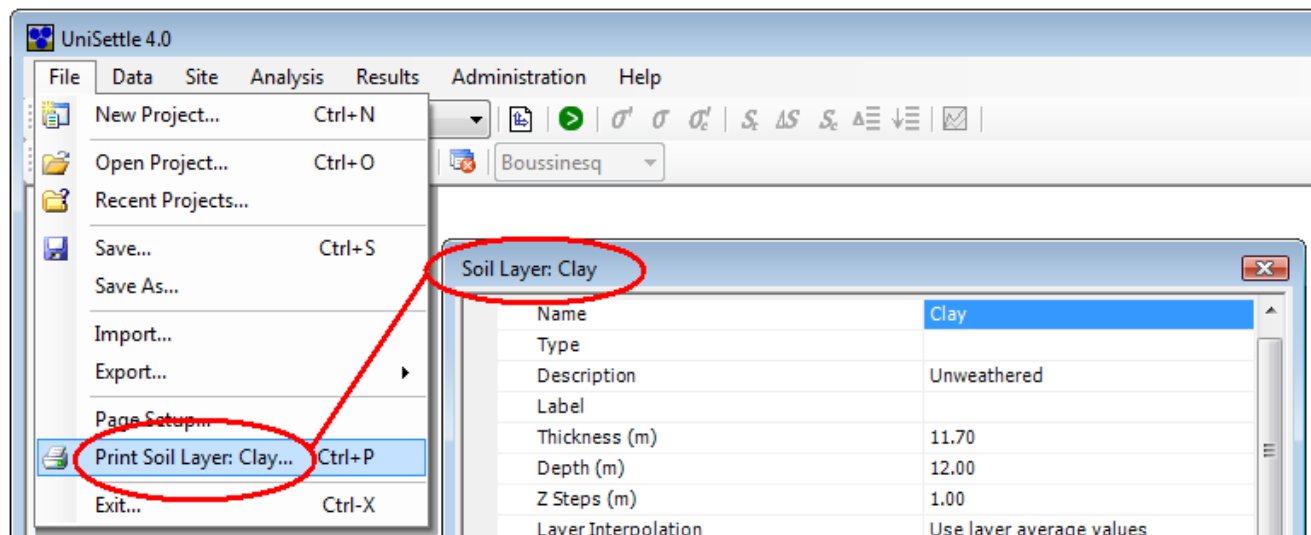 UniSettle 4.0
File Data Site Analysis Results Administration Help
New Project... Ctrl+N
σ' σ σ'c St ΔS Sc
Open Project... Ctrl+O
Boussinesq
Recent Projects...
Save... Ctrl+S
Save As...
Import...
Export...
Page Setup...
Print Soil Layer: Clay... Ctrl+P
Exit... Ctrl-X
Soil Layer: Clay
Name Clay
Type
Description Unweathered
Label
Thickness (m) 11.70
Depth (m) 12.00
Z Steps (m) 1.00
Layer Interpolation Use layer average values